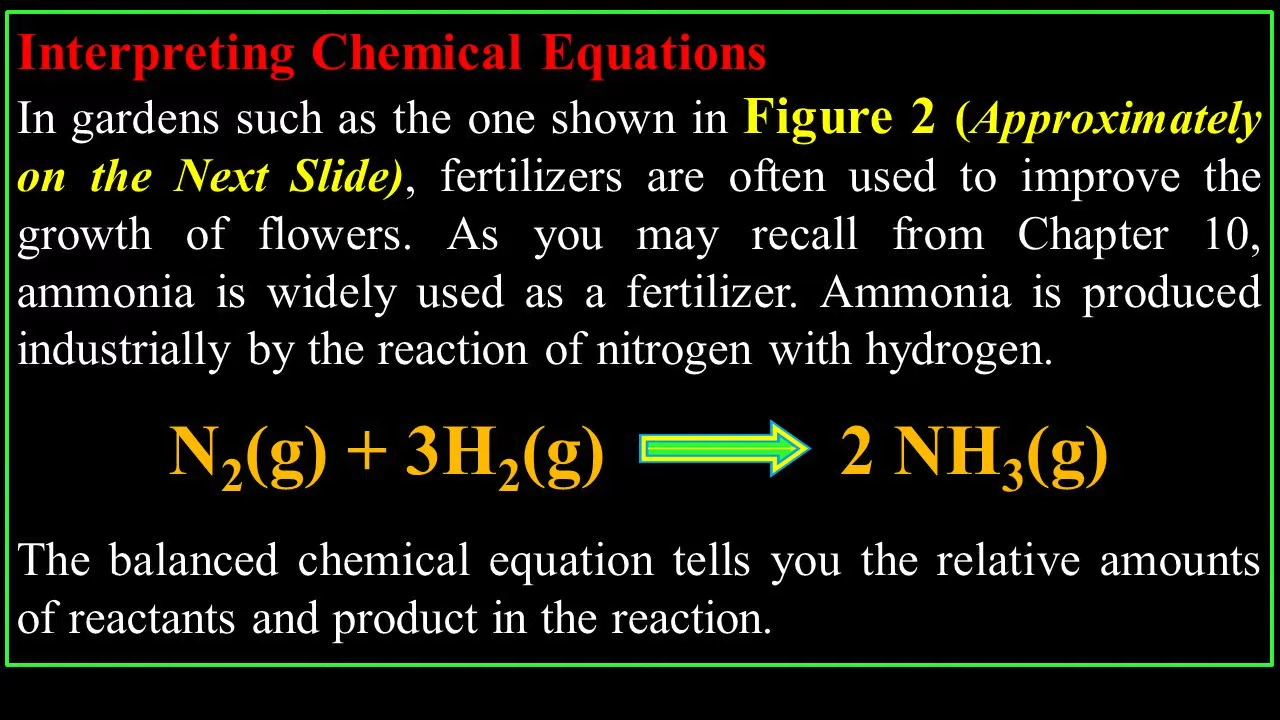 Interpreting Chemical Equations
In gardens such as the one shown in Figure 2 (Approximately
on the Next Slide), fertilizers are often used to improve the
growth of flowers. As you may recall from Chapter 10,
ammonia is widely used as a fertilizer. Ammonia is produced
industrially by the reaction of nitrogen with hydrogen.
N₂(g) + 3H₂(g) 2 NH₃(g)
The balanced chemical equation tells you the relative amounts
of reactants and product in the reaction.